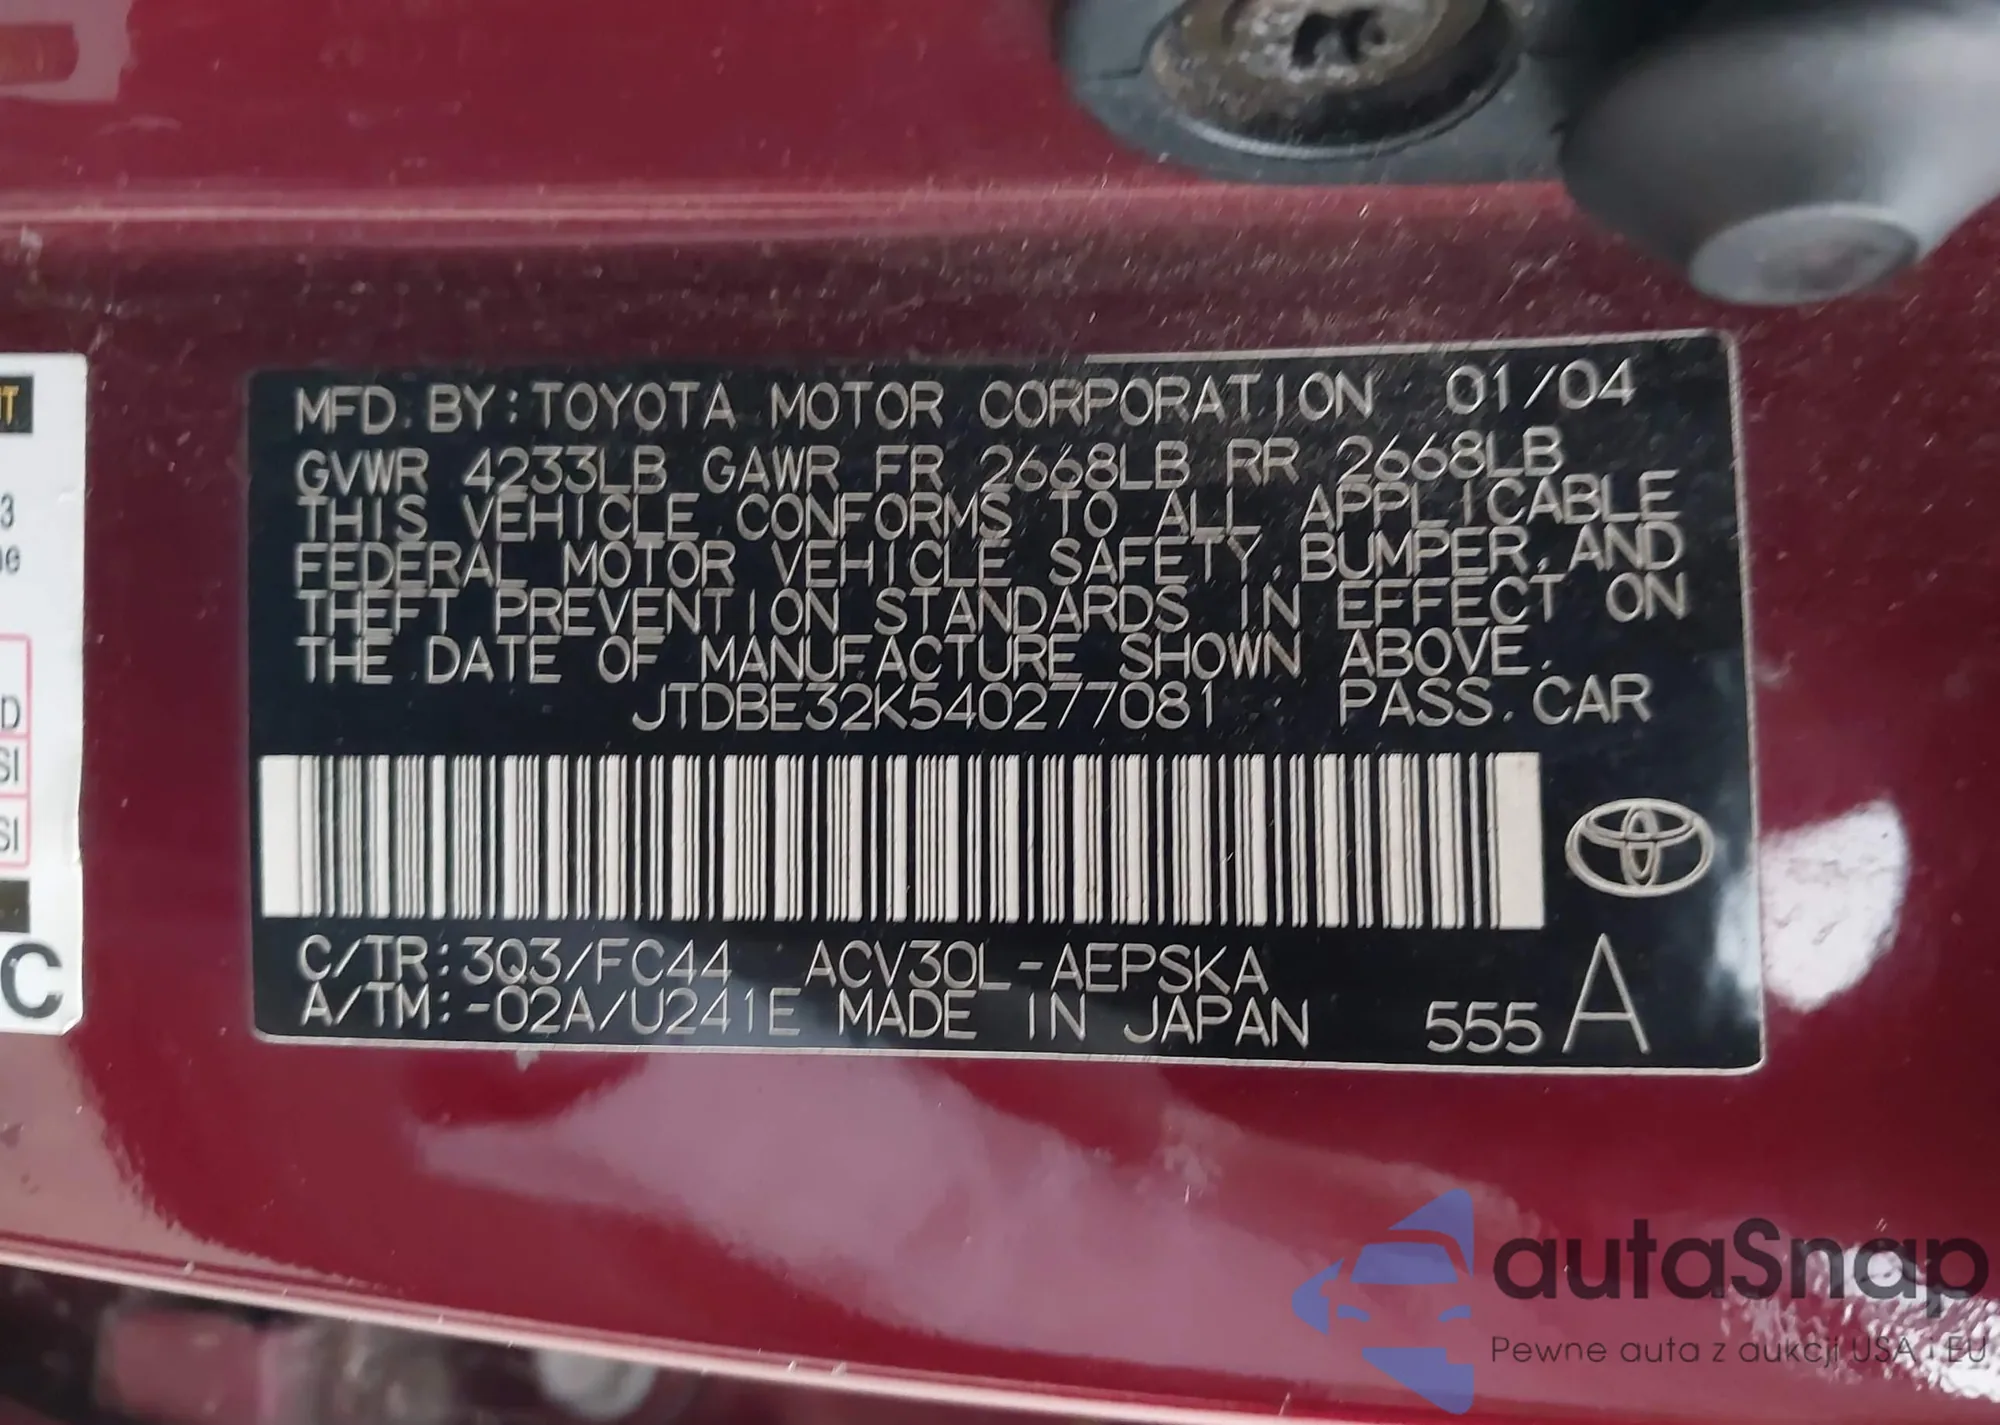 MFD. BY: TOYOTA MOTOR CORPORATION 01/04
GVWR 4233LB GAWR FR 2668LB RR 2668LB
THIS VEHICLE CONFORMS TO ALL APPLICABLE
FEDERAL MOTOR VEHICLE SAFETY, BUMPER, AND
THEFT PREVENTION STANDARDS IN EFFECT ON
THE DATE OF MANUFACTURE SHOWN ABOVE.
JTDBE32K540277081 PASS. CAR
C/TR: 3Q3/FC44 ACV30L-AEPSKA
A/TM: -02A/U241E MADE IN JAPAN 555 A
3
D
SI
SI
C
autaSnap
Pewne auta z aukcji USA i EU